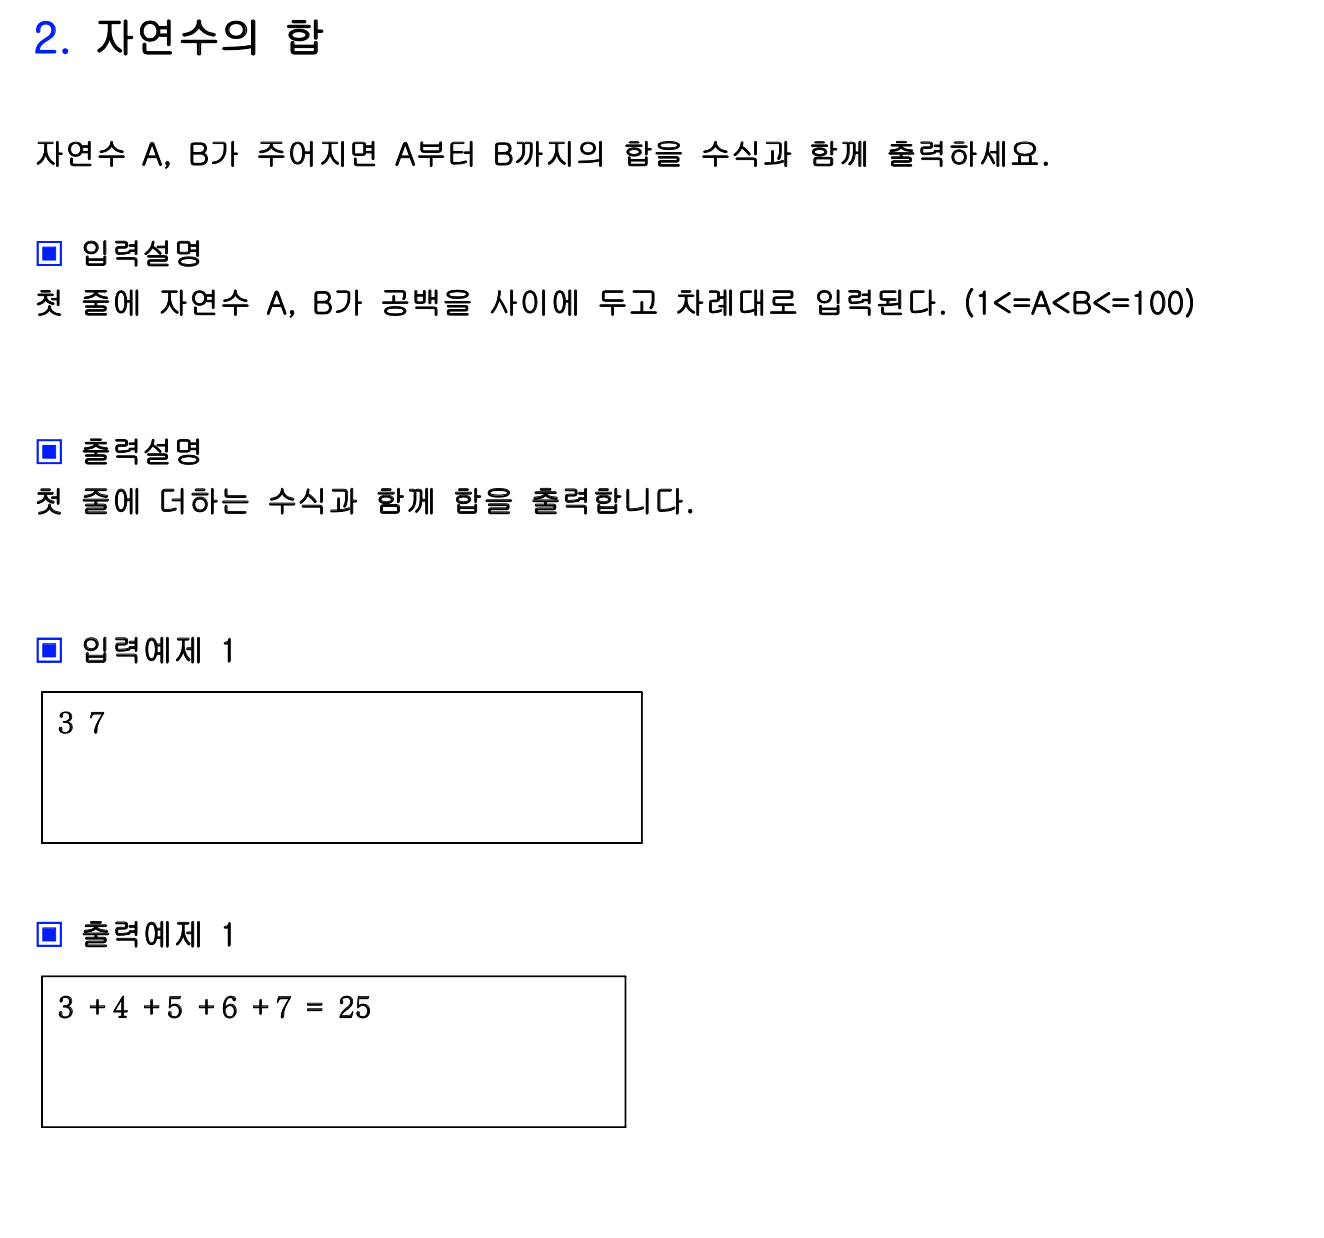 2. 자연수의 합
자연수 A, B가 주어지면 A부터 B까지의 합을 수식과 함께 출력하세요.
▣ 입력설명
첫 줄에 자연수 A, B가 공백을 사이에 두고 차례대로 입력된다. (1<=A<B<=100)
▣ 출력설명
첫 줄에 더하는 수식과 함께 합을 출력합니다.
▣ 입력예제 1
3 7
▣ 출력예제 1
3 +4 +5 +6 +7 = 25